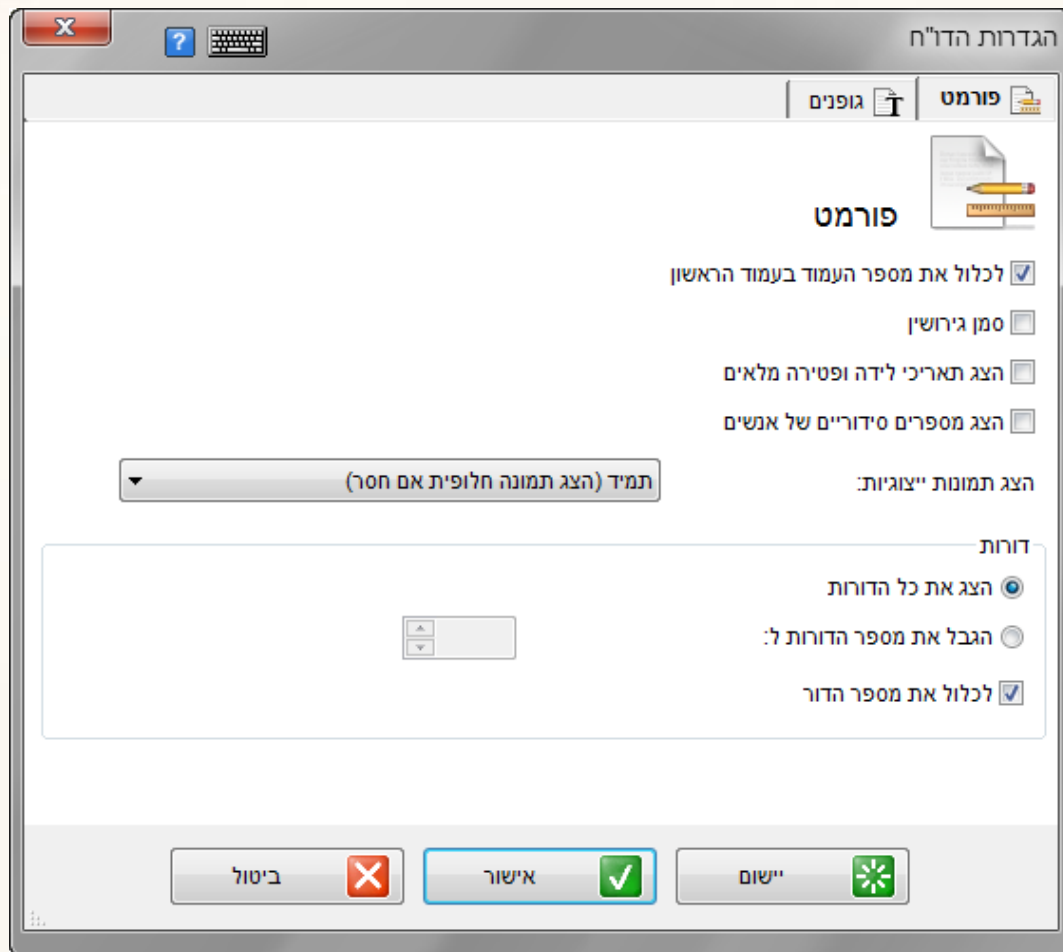 הגדרות הדו"ח
פורמט
גופנים
פורמט
לכלול את מספר העמוד בעמוד הראשון
סמן גירושין
הצג תאריכי לידה ופטירה מלאים
הצג מספרים סידוריים של אנשים
הצג תמונות ייצוגיות:
תמיד (הצג תמונה חלופית אם חסר)
דורות
הצג את כל הדורות
הגבל את מספר הדורות ל:
לכלול את מספר הדור
יישום
אישור
ביטול